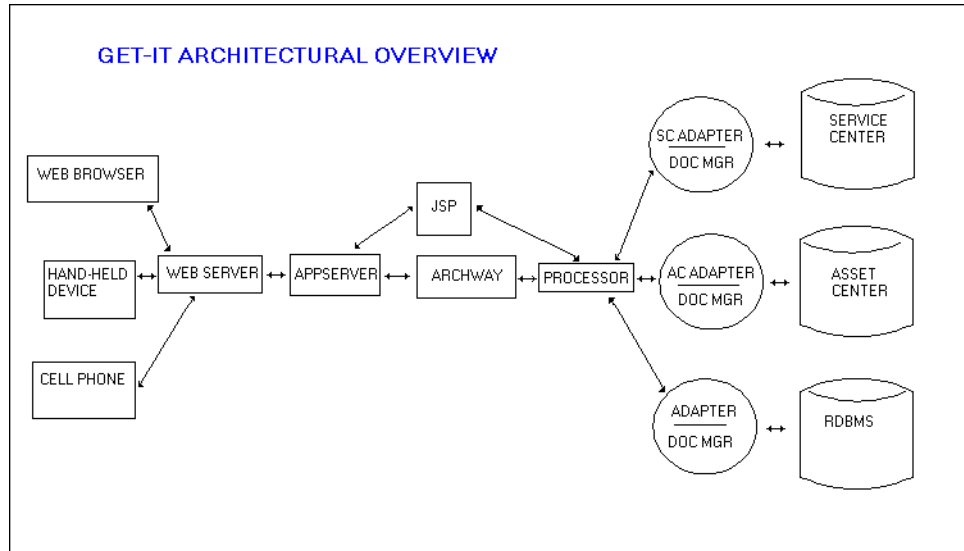 GET-IT ARCHITECTURAL OVERVIEW
WEB BROWSER
HAND-HELD
DEVICE
CELL PHONE
WEB SERVER
APPSERVER
JSP
ARCHWAY
PROCESSOR
SC ADAPTER
DOC MGR
SERVICE
CENTER
AC ADAPTER
DOC MGR
ASSET
CENTER
ADAPTER
DOC MGR
RDBMS